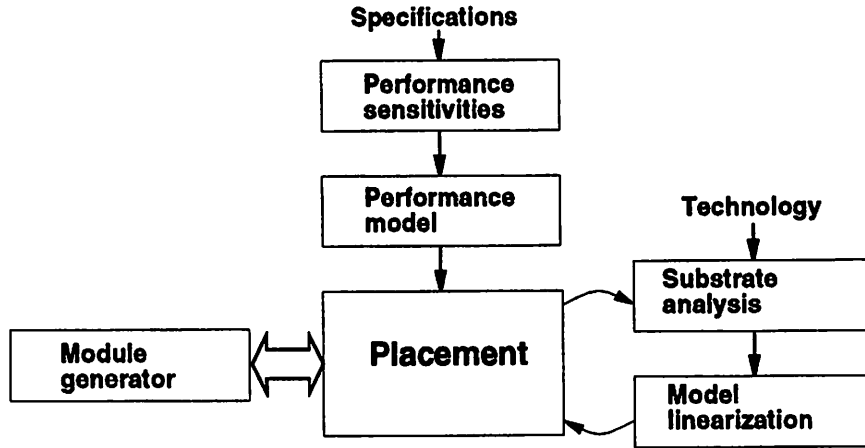 Specifications
Performance
sensitivities
Performance
model
Technology
Substrate
analysis
Placement
Module
generator
Model
linearization